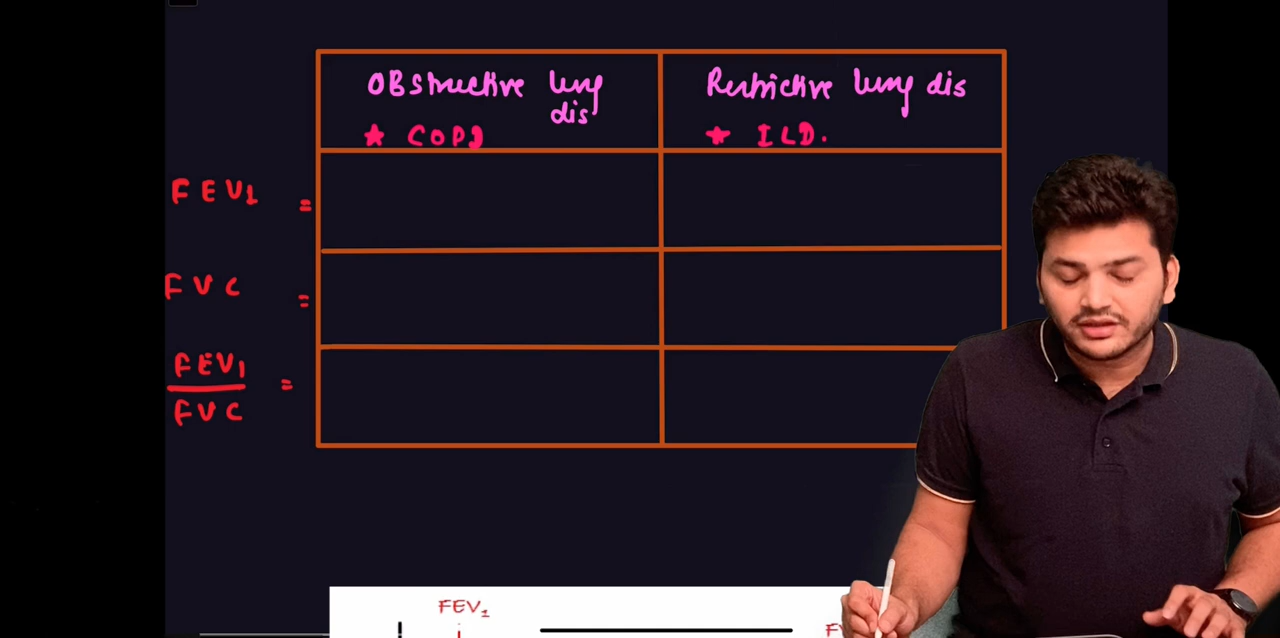 OBstructive lung
dis
★ COPD
Restrictive lung dis
★ ILD.
FEV1 =
FVC =
FEV1
=
FVC
FEV1